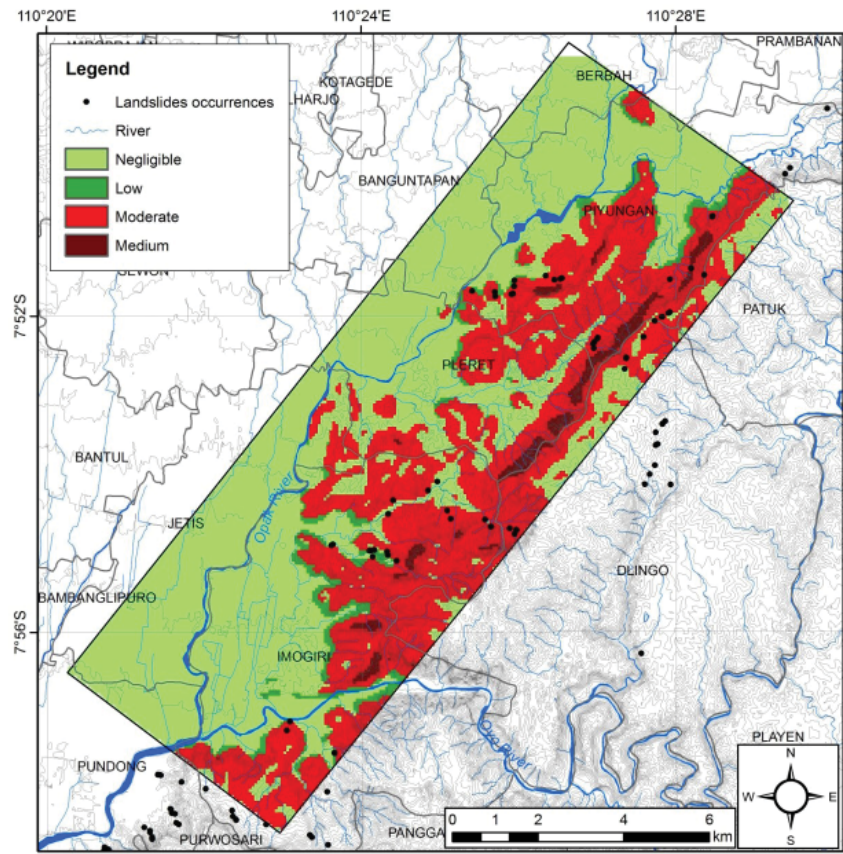 110°20'E
110°24'E
110°28'E
PRAMBANAN
Legend
Landslides occurrences
River
Negligible
Low
Moderate
Medium
KOTAGEDE
HARJO
BERBAH
BANGUNTAPAN
PIYUNGAN
SEWON
7°52'S
PATUK
PLERET
BANTUL
Opak River
JETIS
DLINGO
BAMBANGLIPURO
7°56'S
IMOGIRI
Oyo River
PLAYEN
PUNDONG
PURWOSARI
PANGGA
N
W
E
S
0 1 2 4 6
km